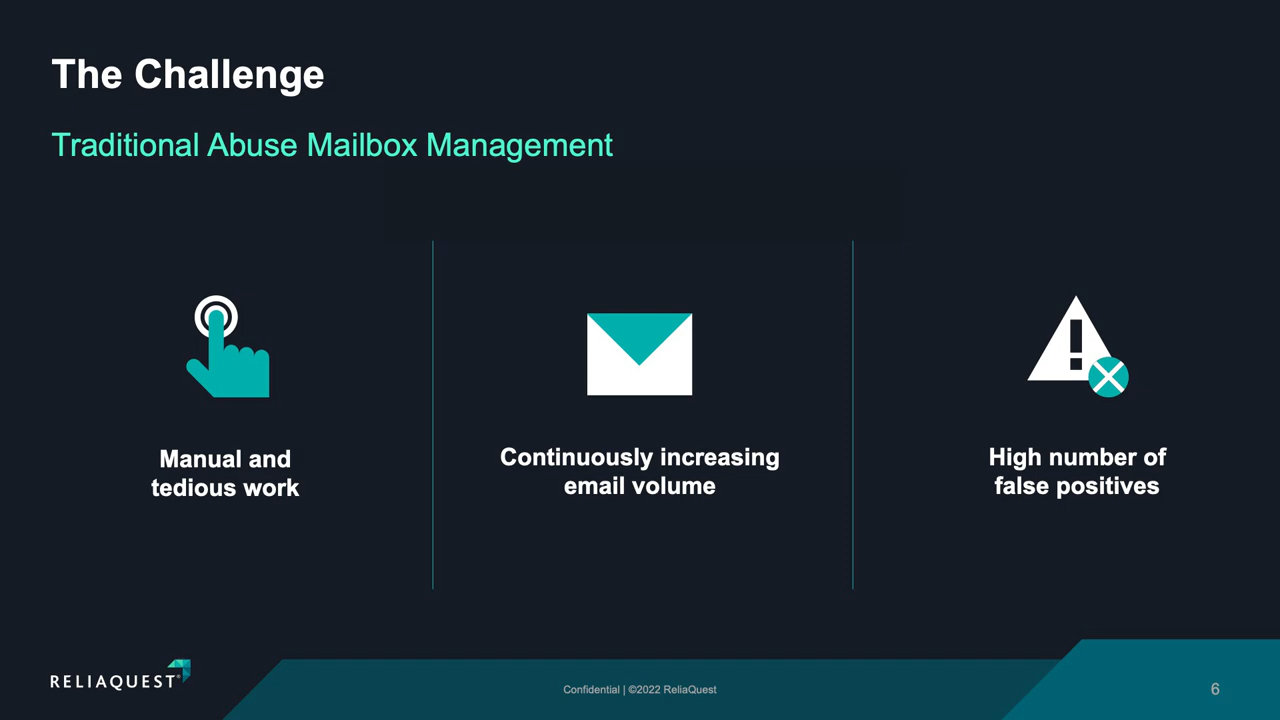 The Challenge
Traditional Abuse Mailbox Management
Manual and
tedious work
Continuously increasing
email volume
High number of
false positives
RELIAQUEST®
Confidential | ©2022 ReliaQuest
6